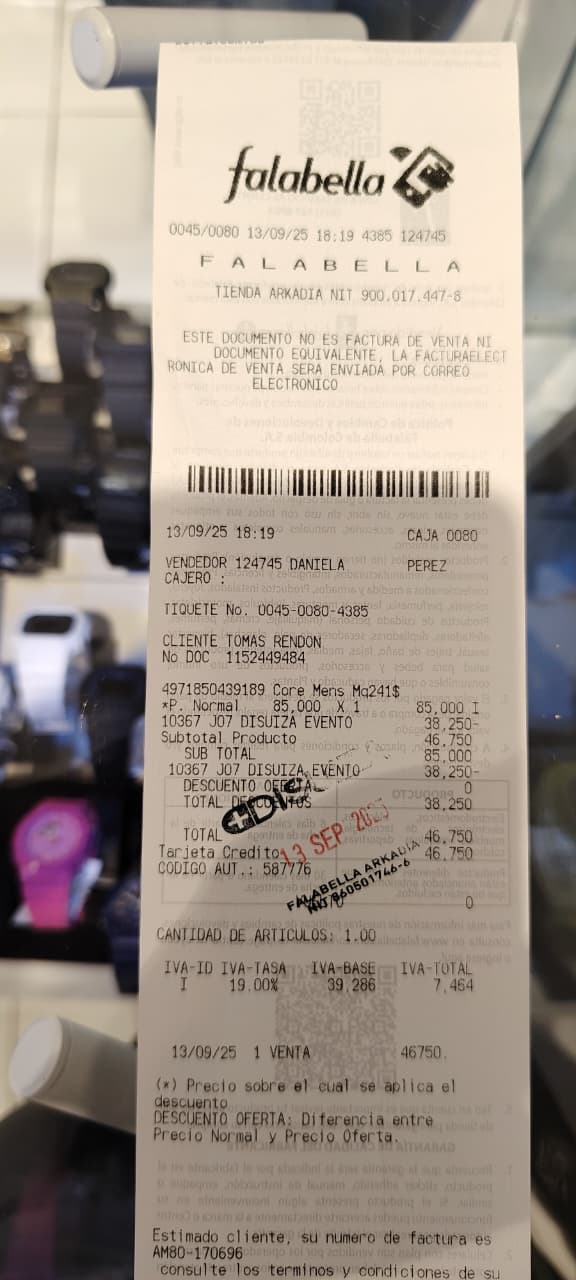 falabella
0045/0080 13/09/25 18:19 4385 124745
F A L A B E L L A
TIENDA ARKADIA NIT 900.017.447-8
ESTE DOCUMENTO NO ES FACTURA DE VENTA NI
DOCUMENTO EQUIVALENTE, LA FACTURAELECT
RONICA DE VENTA SERA ENVIADA POR CORREO
ELECTRONICO
13/09/25 18:19 CAJA 0080
VENDEDOR 124745 DANIELA PEREZ
CAJERO :
TIQUETE No. 0045-0080-4385
CLIENTE TOMAS RENDON
No DOC 1152449484
4971850439189 Core Mens Mq241$
*P. Normal 85,000 X 1 85,000 I
10367 J07 DISUIZA EVENTO 38,250-
Subtotal Producto 46,750
SUB TOTAL 85,000
10367 J07 DISUIZA EVENTO 38,250-
DESCUENTO OFERTA 0
TOTAL DESCUENTOS 38,250
TOTAL 46,750
13 SEP 2025
Tarjeta Credito 46,750
CODIGO AUT.: 587776
FALABELLA ARKADIA
NIT 860501746-6
0
CANTIDAD DE ARTICULOS: 1.00
IVA-ID IVA-TASA IVA-BASE IVA-TOTAL
I 19.00% 39,286 7,464
13/09/25 1 VENTA 46750.
(*) Precio sobre el cual se aplica el
descuento
DESCUENTO OFERTA: Diferencia entre
Precio Normal y Precio Oferta.
Estimado cliente, su numero de factura es
AM80-170696
consulte los terminos y condiciones de su